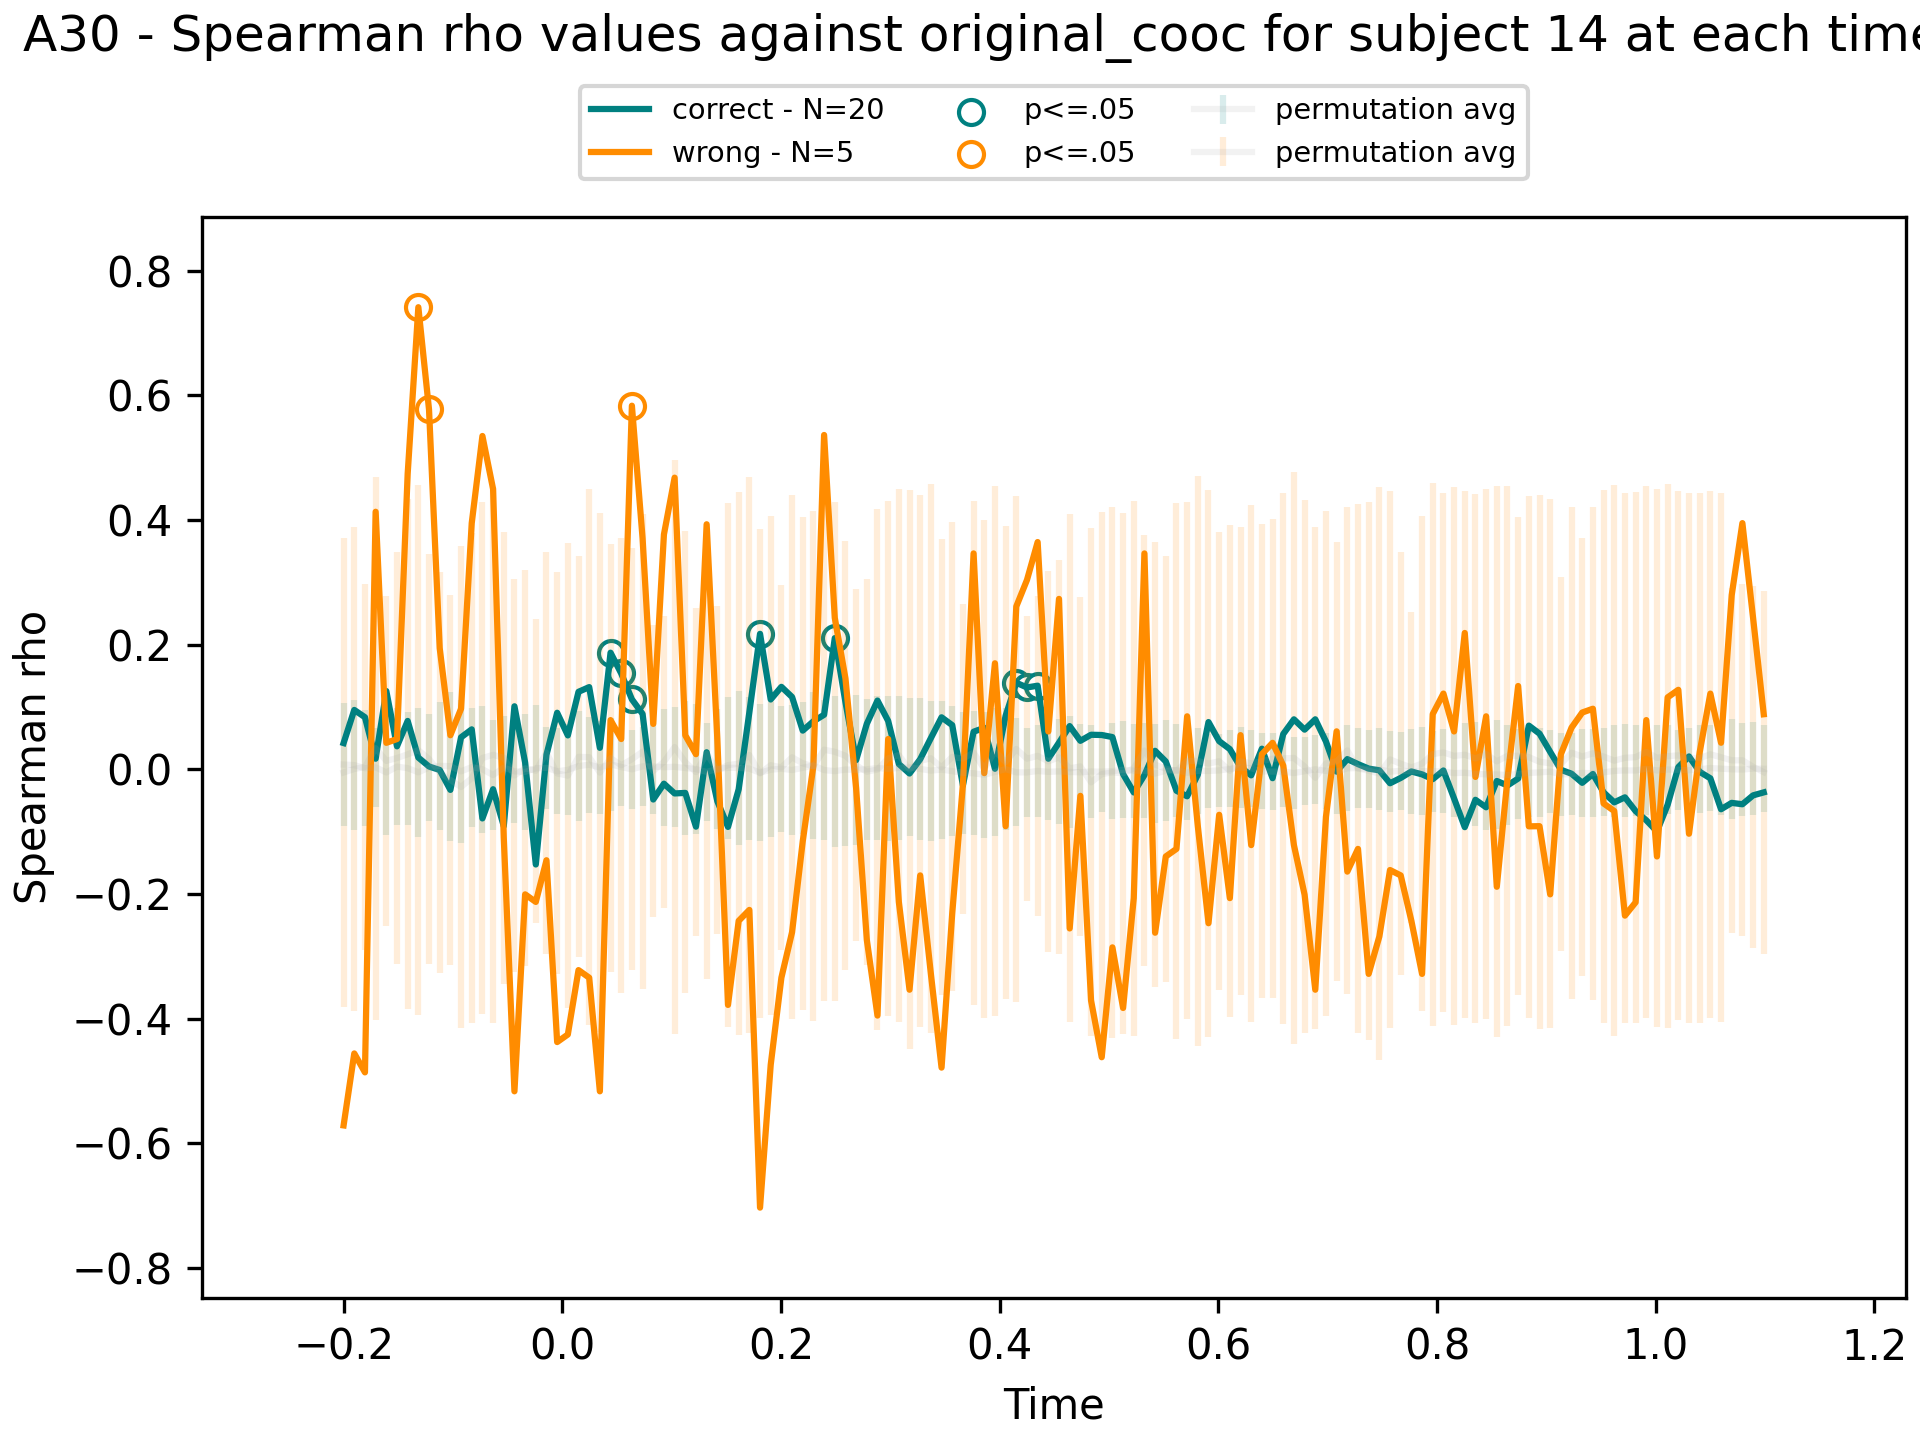 A30 - Spearman rho values against original_cooc for subject 14 at each time
correct - N=20
wrong - N=5
p<=.05
p<=.05
permutation avg
permutation avg
Spearman rho
0.8
0.6
0.4
0.2
0.0
−0.2
−0.4
−0.6
−0.8
−0.2 0.0 0.2 0.4 0.6 0.8 1.0 1.2
Time